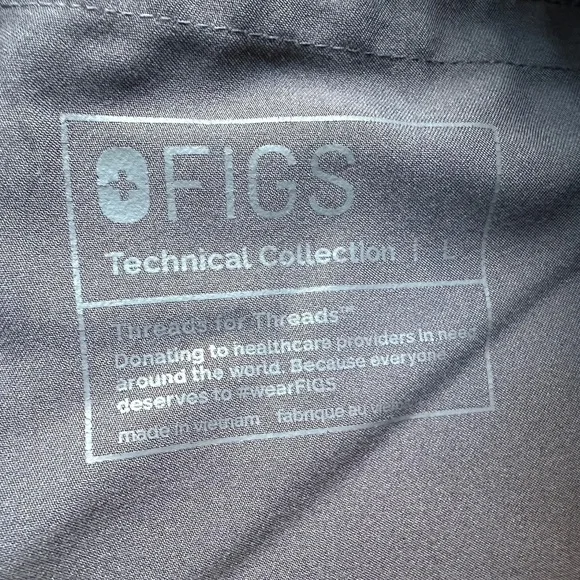 FIGS
Technical Collection | L
Threads for Threads™
Donating to healthcare providers in need
around the world. Because everyone
deserves to #wearFIGS
made in vietnam fabrique au